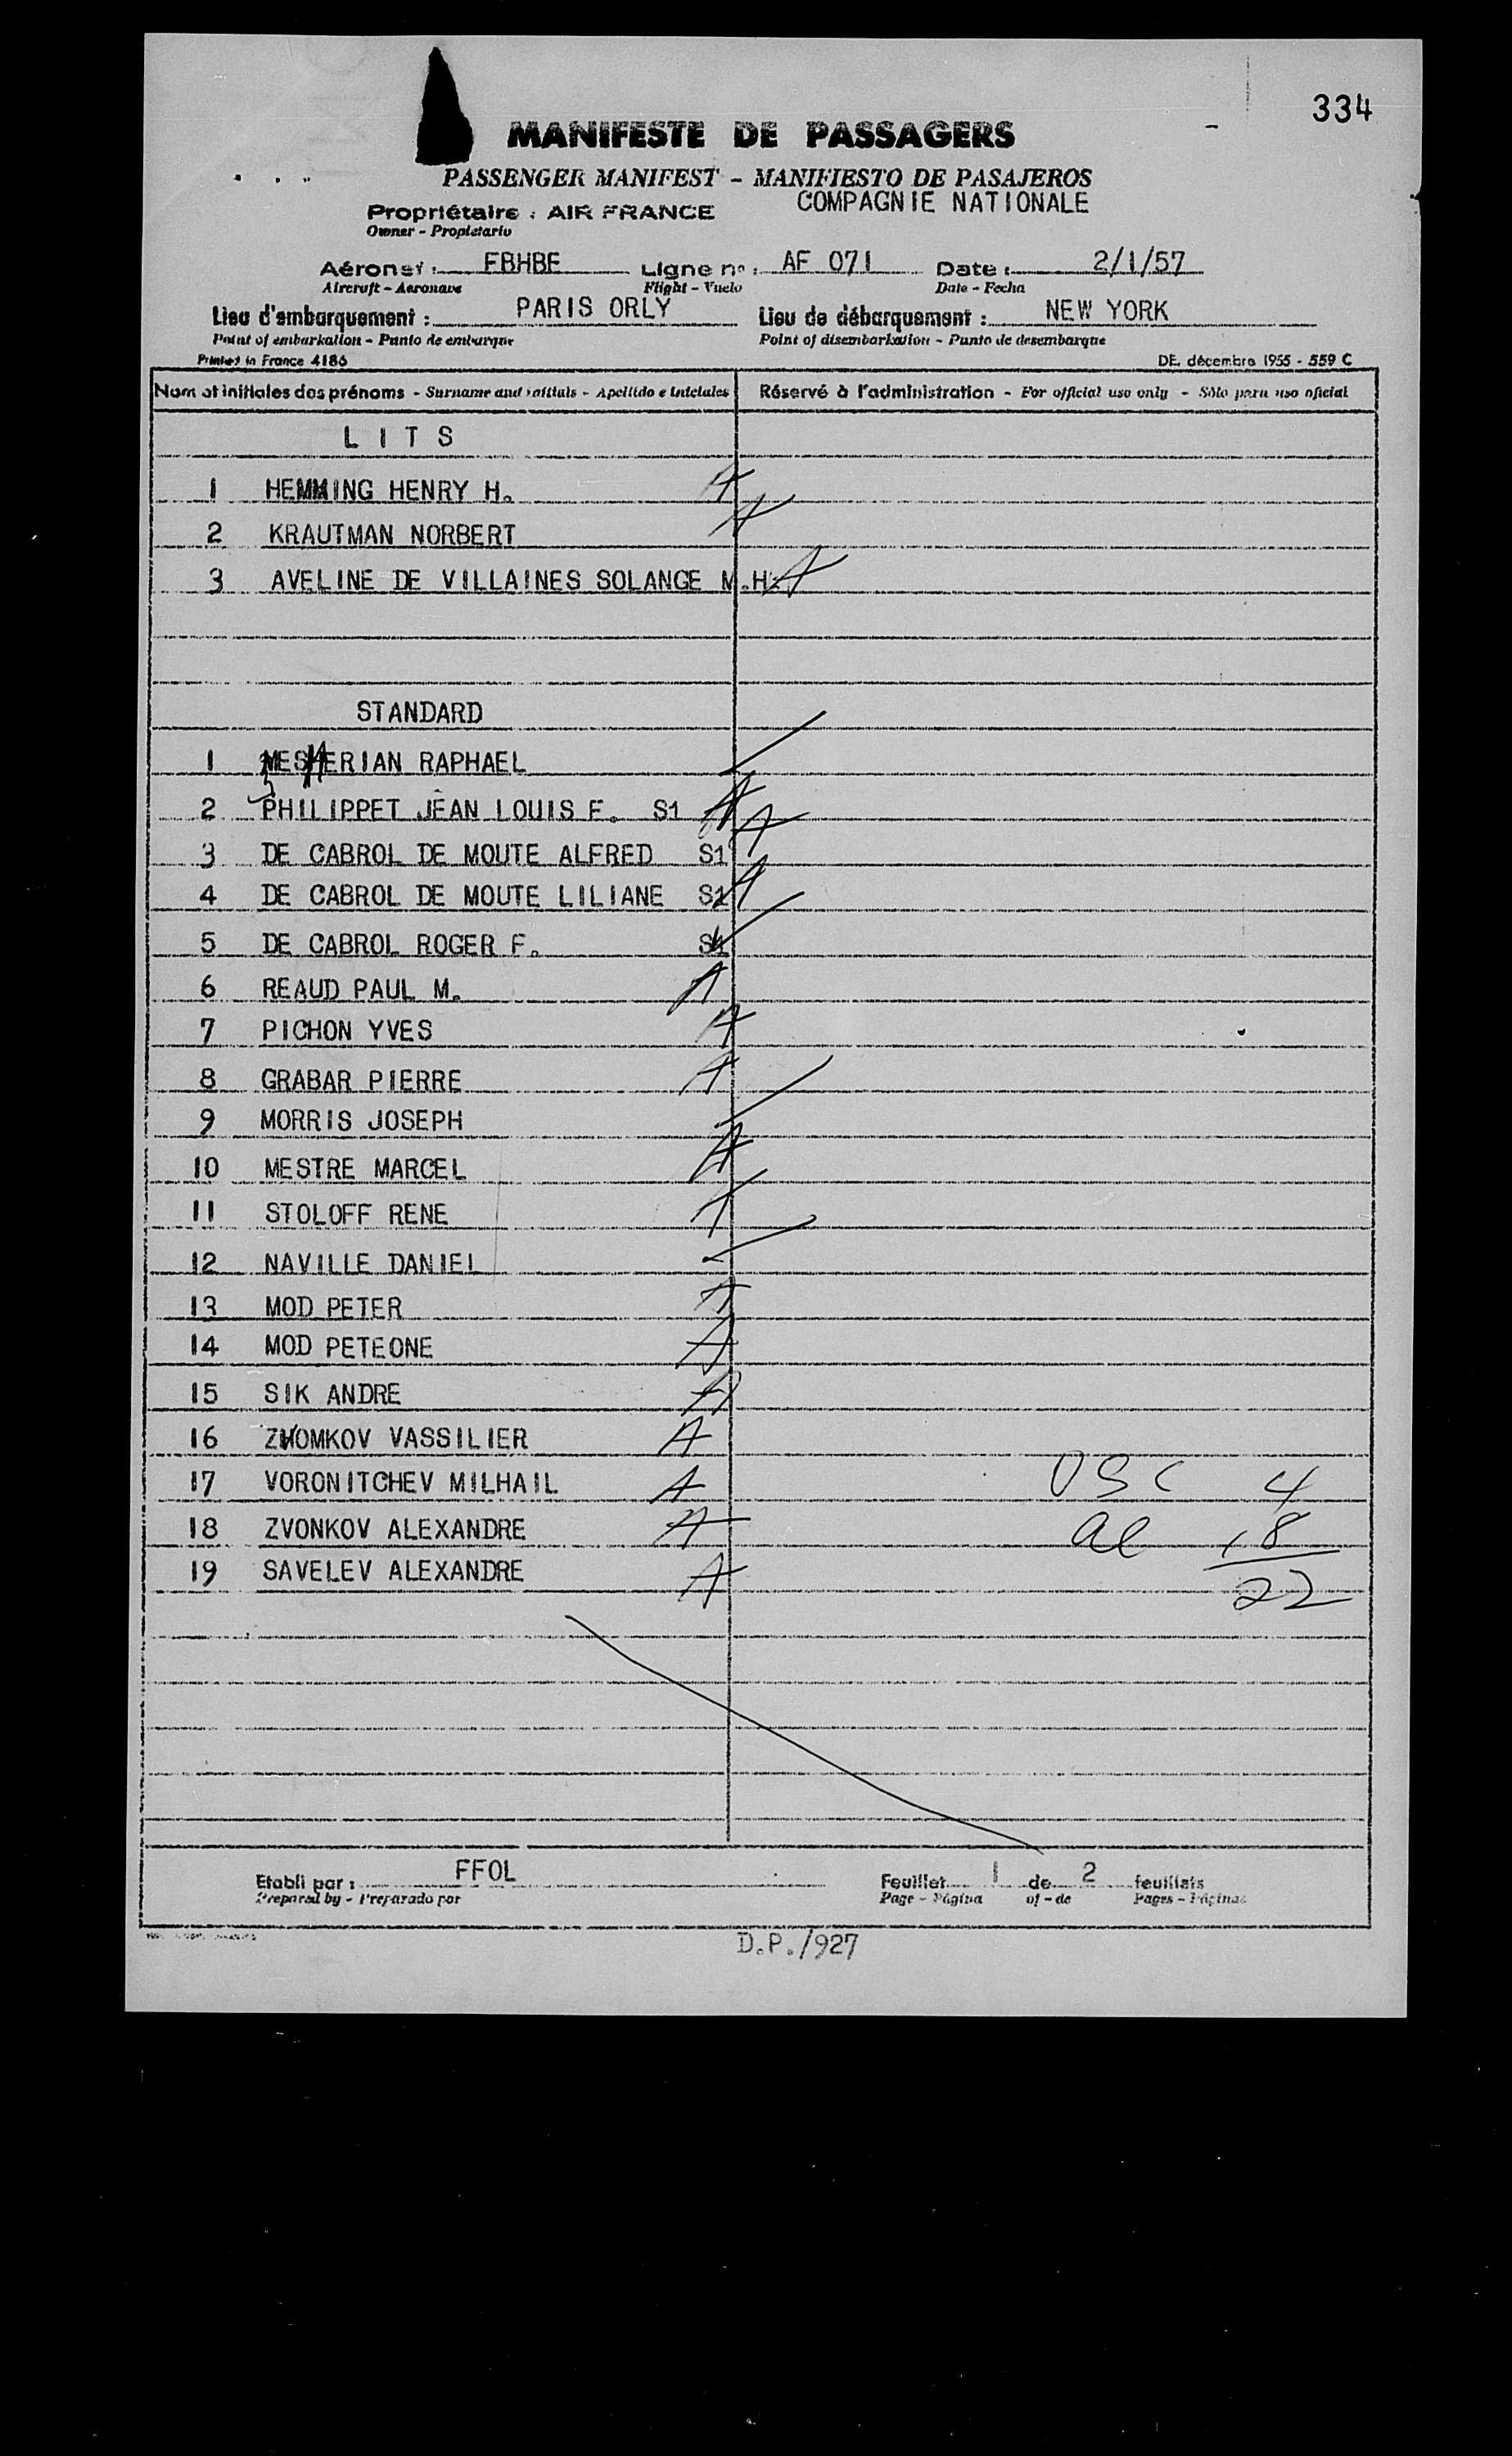 334
MANIFESTE DE PASSAGERS
PASSENGER MANIFEST - MANIFIESTO DE PASAJEROS
Propriétaire : AIR FRANCE COMPAGNIE NATIONALE
Owner - Propietario
Aéronef : FBHBE Ligne n° : AF 071 Date : 2/1/57
Aircraft - Aeronave Flight - Vuelo Date - Fecha
Lieu d'embarquement : PARIS ORLY Lieu de débarquement : NEW YORK
Point of embarkation - Punto de embarque Point of disembarkation - Punto de desembarque
Printed in France 4186 DE. décembre 1955 - 559 C
Nom et initiales des prénoms - Surname and initials - Apellido e iniciales Réservé à l'administration - For official use only - Sólo para uso oficial
LITS
1 HEMMING HENRY H. A
2 KRAUTMAN NORBERT A
3 AVELINE DE VILLAINES SOLANGE M.H. A
STANDARD
1 MESHERIAN RAPHAEL
2 PHILIPPET JEAN LOUIS F. S1 A
3 DE CABROL DE MOUTE ALFRED S1 A
4 DE CABROL DE MOUTE LILIANE S1 A
5 DE CABROL ROGER F. S1
6 REAUD PAUL M. A
7 PICHON YVES A
8 GRABAR PIERRE A
9 MORRIS JOSEPH
10 MESTRE MARCEL A
11 STOLOFF RENE A
12 NAVILLE DANIEL
13 MOD PETER A
14 MOD PETEONE A
15 SIK ANDRE A
16 ZHOMKOV VASSILIER A
17 VORONITCHEV MILHAIL A USC 4
18 ZVONKOV ALEXANDRE A al 18
19 SAVELEV ALEXANDRE A 22
Etabli par : FFOL Feuillet 1 de 2 feuillets
Prepared by - Preparado por Page - Página of - de Pages - Páginas
D.P./927